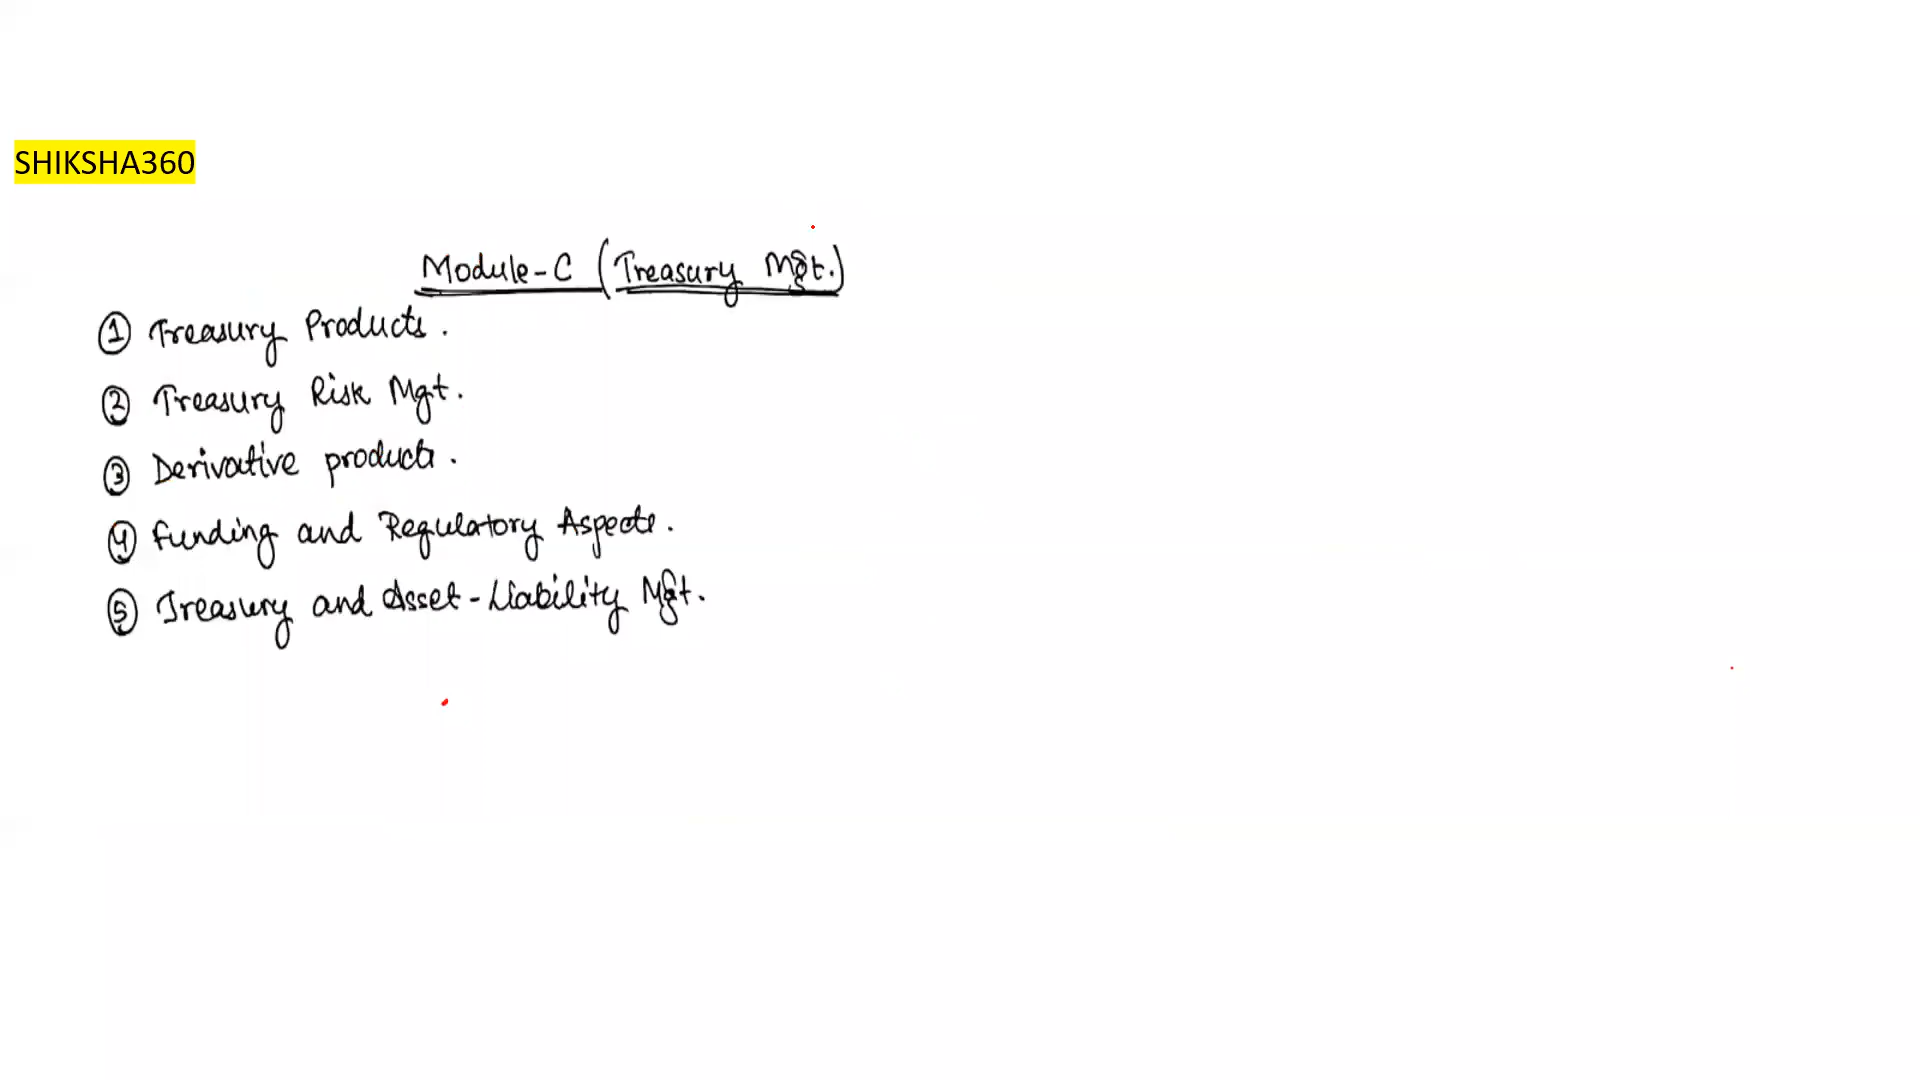 SHIKSHA360
Module-C (Treasury Mgt.)
① Treasury Products.
② Treasury Risk Mgt.
③ Derivative products.
④ Funding and Regulatory Aspects.
⑤ Treasury and Asset-Liability Mgt.